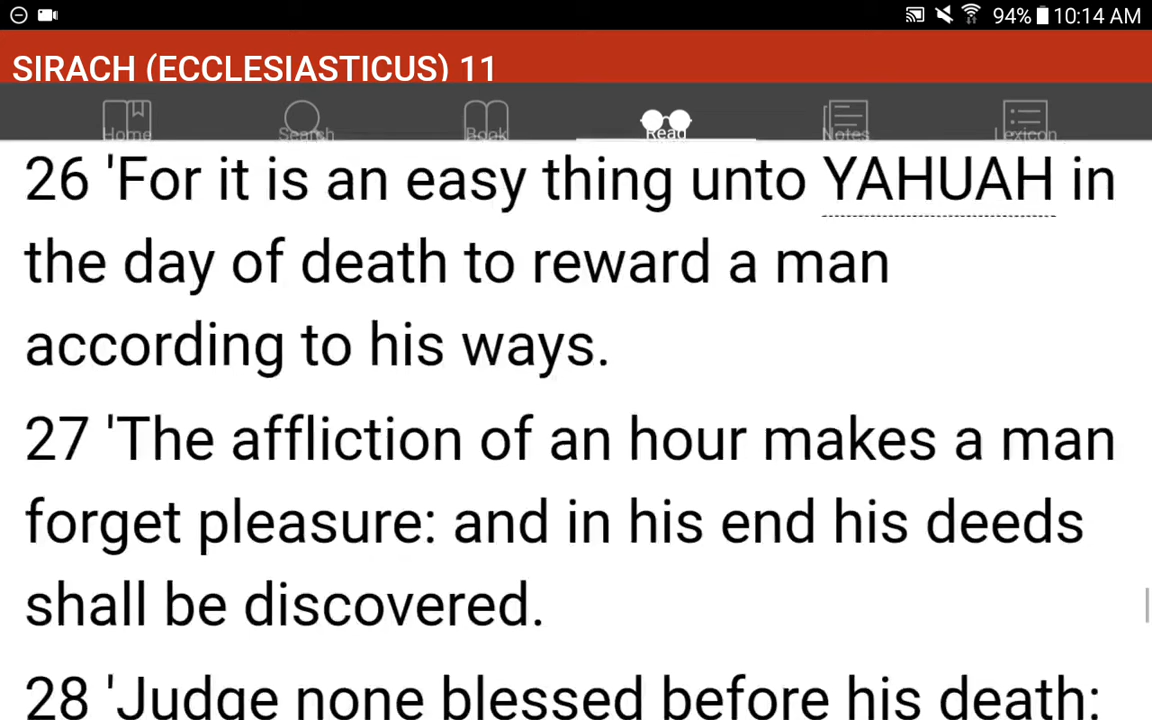 94% 10:14 AM
SIRACH (ECCLESIASTICUS) 11
Home Search Book Read Notes Lexicon
26 'For it is an easy thing unto YAHUAH in
the day of death to reward a man
according to his ways.
27 'The affliction of an hour makes a man
forget pleasure: and in his end his deeds
shall be discovered.
28 'Judge none blessed before his death: